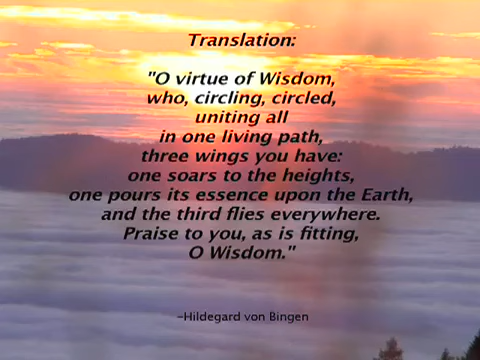 Translation:
"O virtue of Wisdom,
who, circling, circled,
uniting all
in one living path,
three wings you have:
one soars to the heights,
one pours its essence upon the Earth,
and the third flies everywhere.
Praise to you, as is fitting,
O Wisdom."
–Hildegard von Bingen